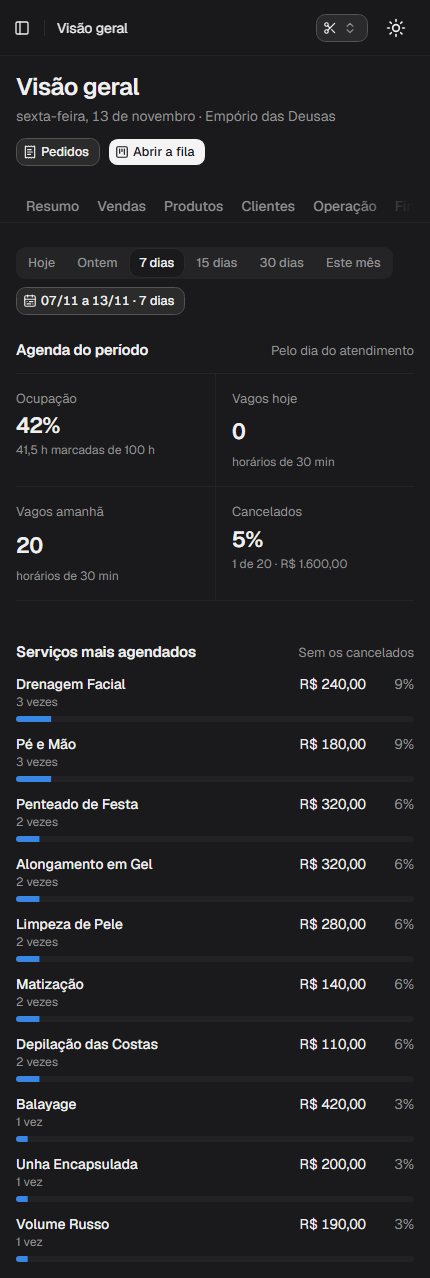 Visão geral
Visão geral
sexta-feira, 13 de novembro · Empório das Deusas
Pedidos
Abrir a fila
Resumo Vendas Produtos Clientes Operação
Hoje Ontem 7 dias 15 dias 30 dias Este mês
07/11 a 13/11 · 7 dias
Agenda do período Pelo dia do atendimento
Ocupação
42%
41,5 h marcadas de 100 h
Vagos hoje
0
horários de 30 min
Vagos amanhã
20
horários de 30 min
Cancelados
5%
1 de 20 · R$ 1.600,00
Serviços mais agendados Sem os cancelados
Drenagem Facial R$ 240,00 9%
3 vezes
Pé e Mão R$ 180,00 9%
3 vezes
Penteado de Festa R$ 320,00 6%
2 vezes
Alongamento em Gel R$ 320,00 6%
2 vezes
Limpeza de Pele R$ 280,00 6%
2 vezes
Matização R$ 140,00 6%
2 vezes
Depilação das Costas R$ 110,00 6%
2 vezes
Balayage R$ 420,00 3%
1 vez
Unha Encapsulada R$ 200,00 3%
1 vez
Volume Russo R$ 190,00 3%
1 vez